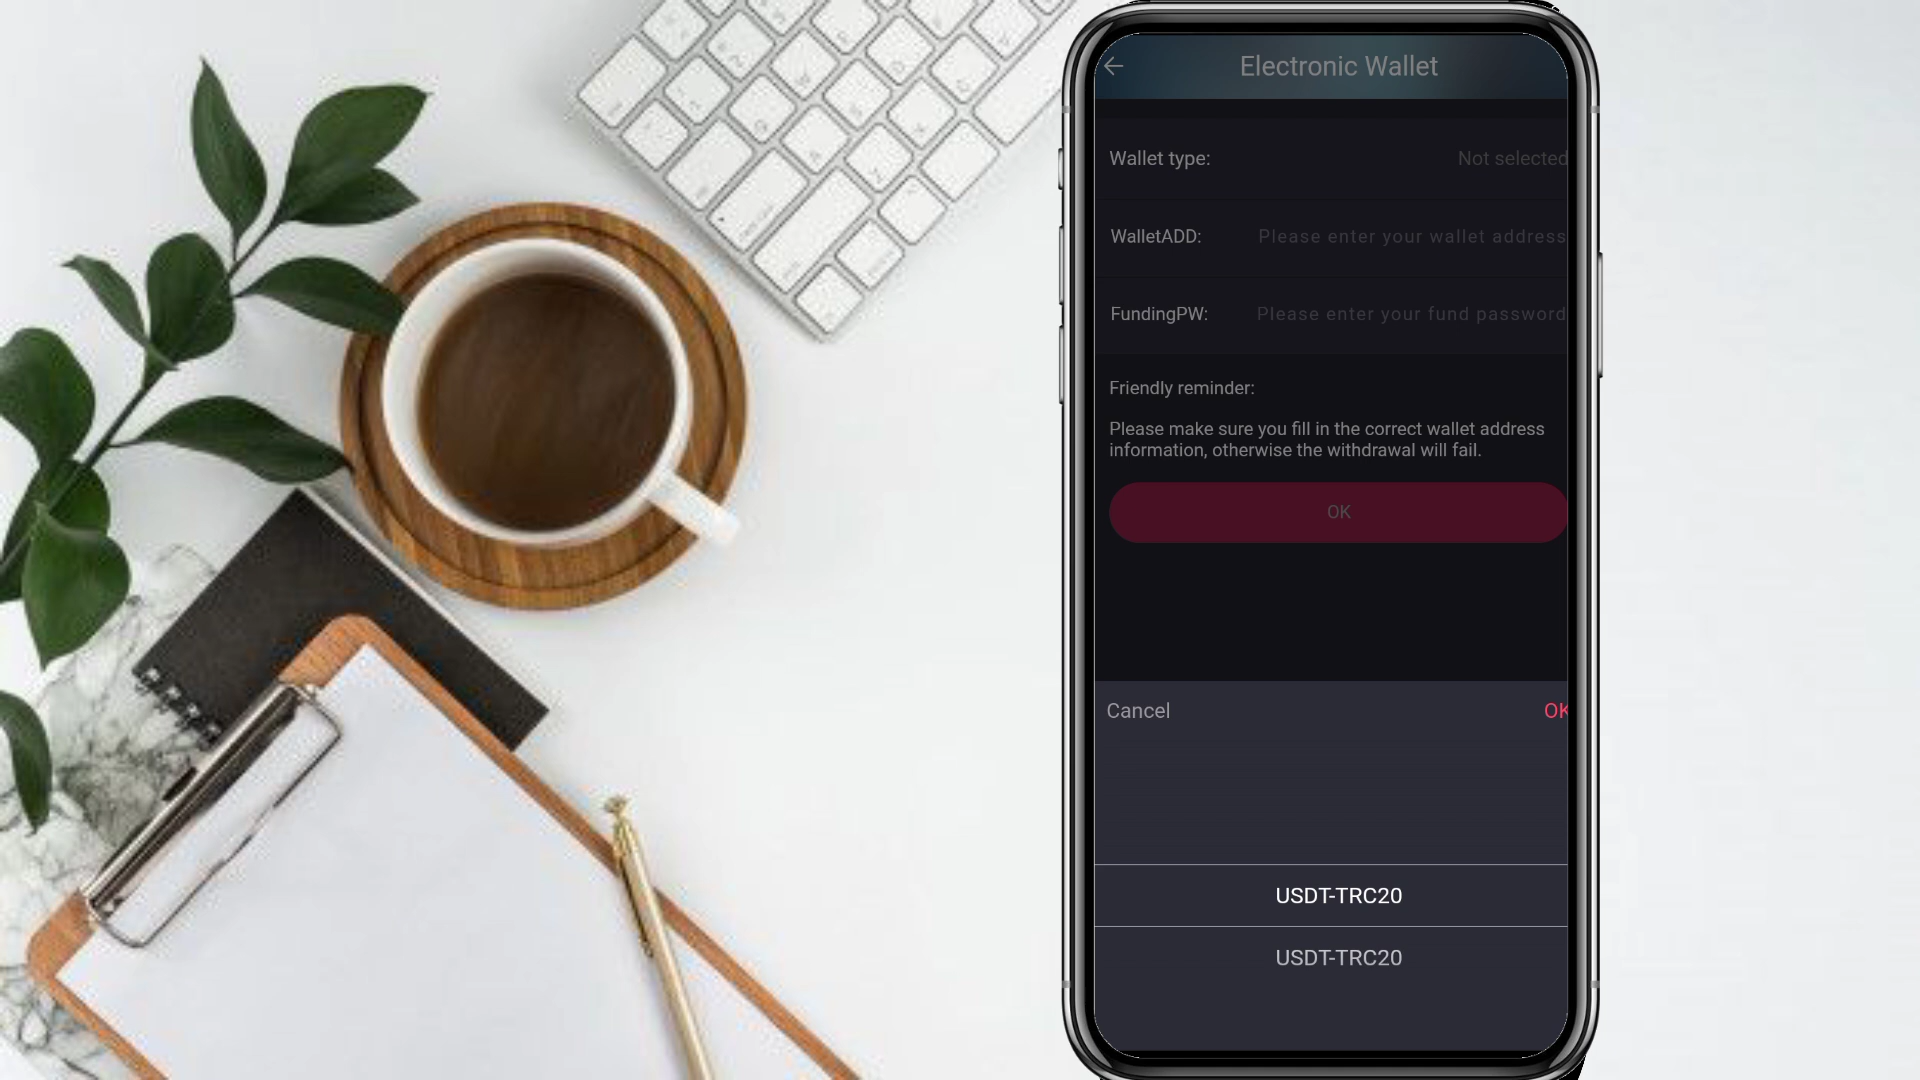 Electronic Wallet
Wallet type: Not selected
WalletADD: Please enter your wallet address
FundingPW: Please enter your fund password
Friendly reminder:
Please make sure you fill in the correct wallet address
information, otherwise the withdrawal will fail.
OK
Cancel OK
USDT-TRC20
USDT-TRC20